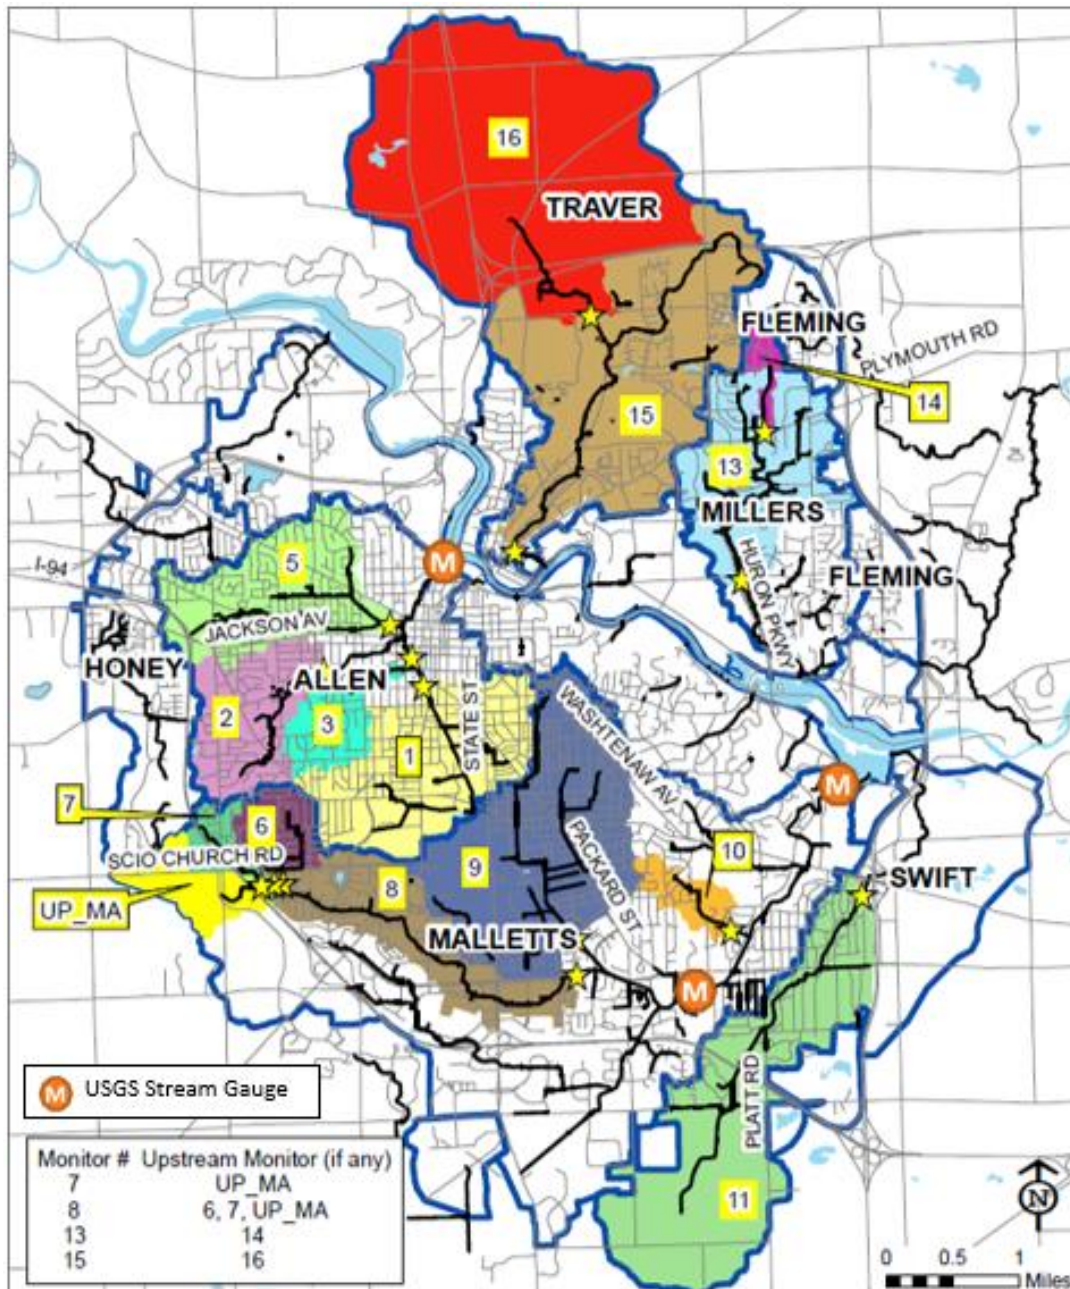 16
TRAVER
FLEMING
PLYMOUTH RD
14
15
13
MILLERS
HURON PKWY
FLEMING
I-94
5
JACKSON AV
HONEY
ALLEN
2
3
1
STATE ST
WASHTENAW AV
M
M
7
6
SCIO CHURCH RD
UP_MA
8
9
PACKARD ST
10
SWIFT
MALLETTS
M
PLATT RD
11
M USGS Stream Gauge
Monitor # Upstream Monitor (if any)
7 UP_MA
8 6, 7, UP_MA
13 14
15 16
N
0 0.5 1
Miles